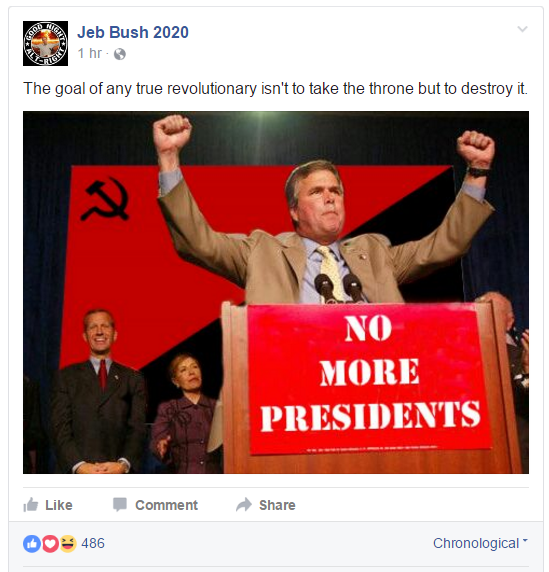 GOOD NIGHT
ALT-RIGHT
Jeb Bush 2020
1 hr ·
The goal of any true revolutionary isn't to take the throne but to destroy it.
NO
MORE
PRESIDENTS
Like
Comment
Share
486
Chronological